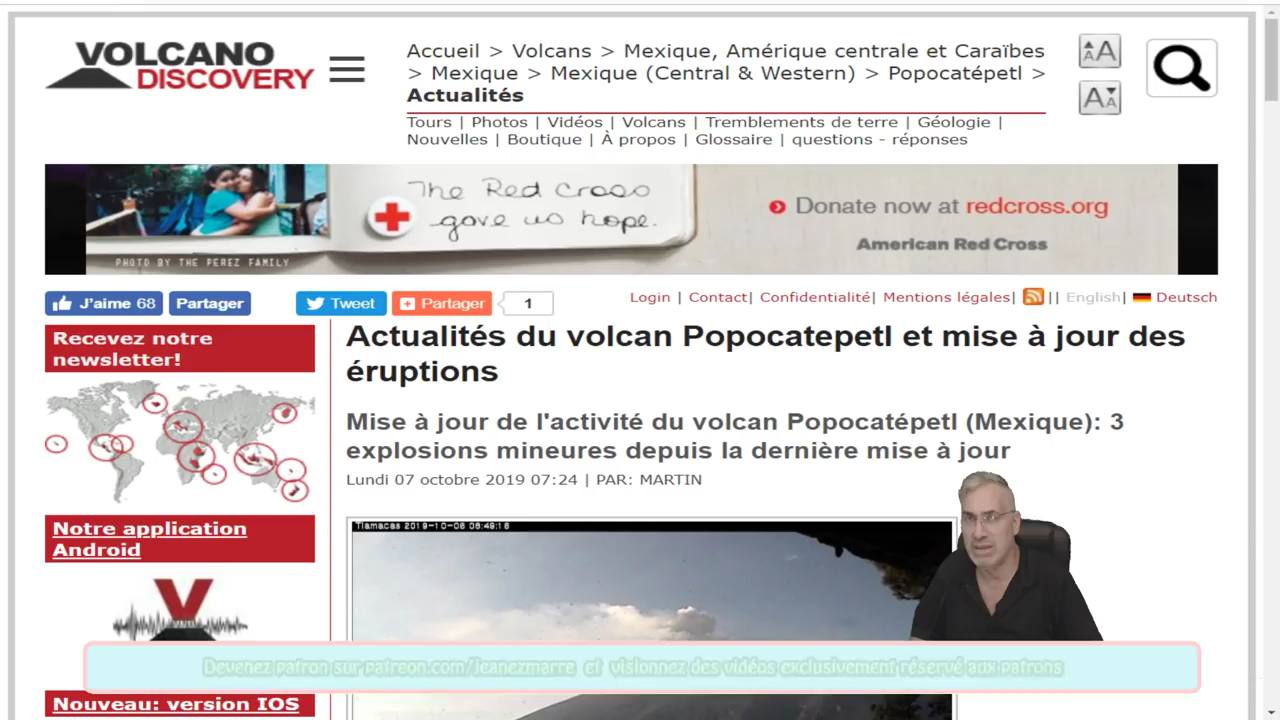 VOLCANO
DISCOVERY
Accueil > Volcans > Mexique, Amérique centrale et Caraïbes
> Mexique > Mexique (Central & Western) > Popocatépetl >
Actualités
Tours | Photos | Vidéos | Volcans | Tremblements de terre | Géologie |
Nouvelles | Boutique | À propos | Glossaire | questions - réponses
AA
AA
The Red Cross
gave us hope.
PHOTO BY THE PEREZ FAMILY
Donate now at redcross.org
American Red Cross
J'aime 68
Partager
Tweet
Partager
1
Login | Contact| Confidentialité| Mentions légales| || English| Deutsch
Recevez notre
newsletter!
Notre application
Android
Nouveau: version IOS
Actualités du volcan Popocatepetl et mise à jour des
éruptions
Mise à jour de l'activité du volcan Popocatépetl (Mexique): 3
explosions mineures depuis la dernière mise à jour
Lundi 07 octobre 2019 07:24 | PAR: MARTIN
Tlamacas 2019-10-06 08:49:16
Devenez patron sur patreon.com/jeanezmarre et visionnez des vidéos exclusivement réservé aux patrons